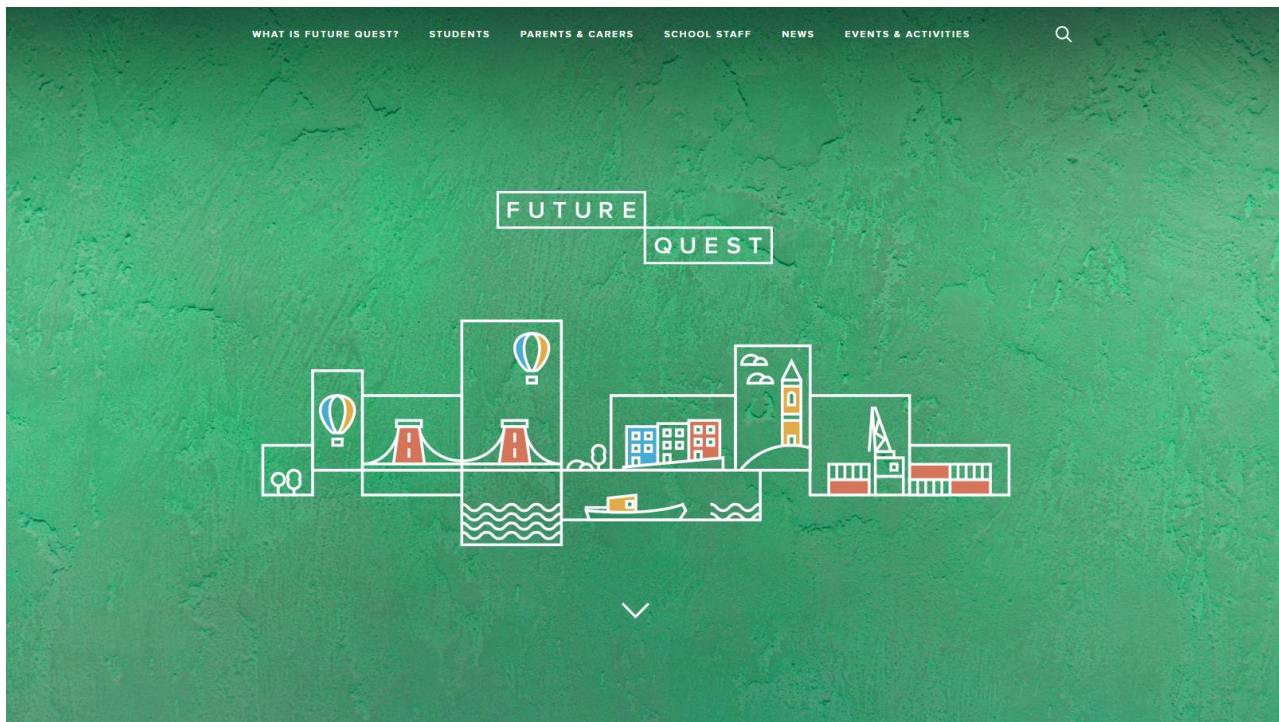 WHAT IS FUTURE QUEST? STUDENTS PARENTS & CARERS SCHOOL STAFF NEWS EVENTS & ACTIVITIES
FUTURE
QUEST